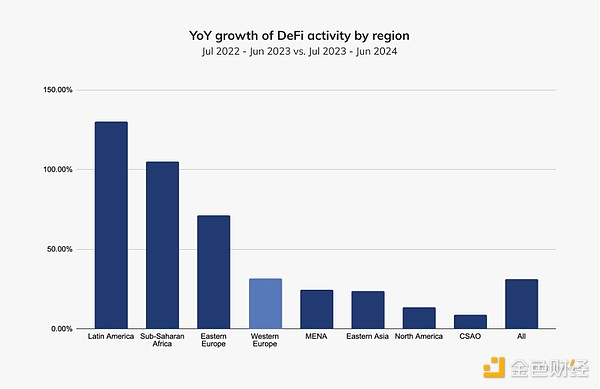 YoY growth of DeFi activity by region
Jul 2022 - Jun 2023 vs. Jul 2023 - Jun 2024
150.00%
100.00%
50.00%
0.00%
Latin America
Sub-Saharan
Africa
Eastern
Europe
Western
Europe
MENA
Eastern Asia
North America
CSAO
All
金色财经